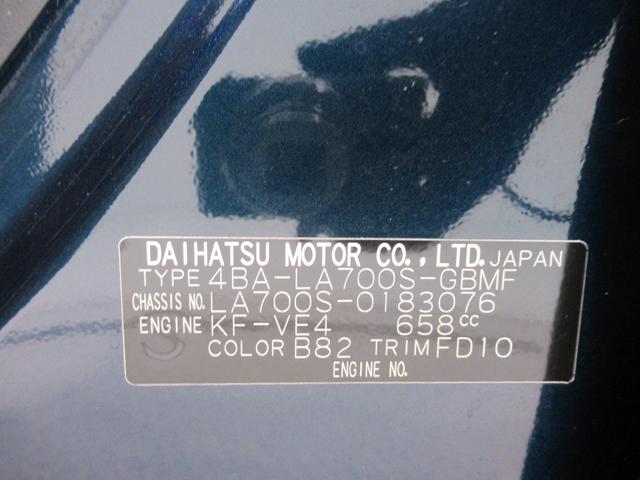 DAIHATSU MOTOR CO., LTD. JAPAN
TYPE 4BA-LA700S-GBMF
CHASSIS NO. LA700S-0183076
ENGINE KF-VE4 658cc
COLOR B82 TRIM FD10
ENGINE NO.